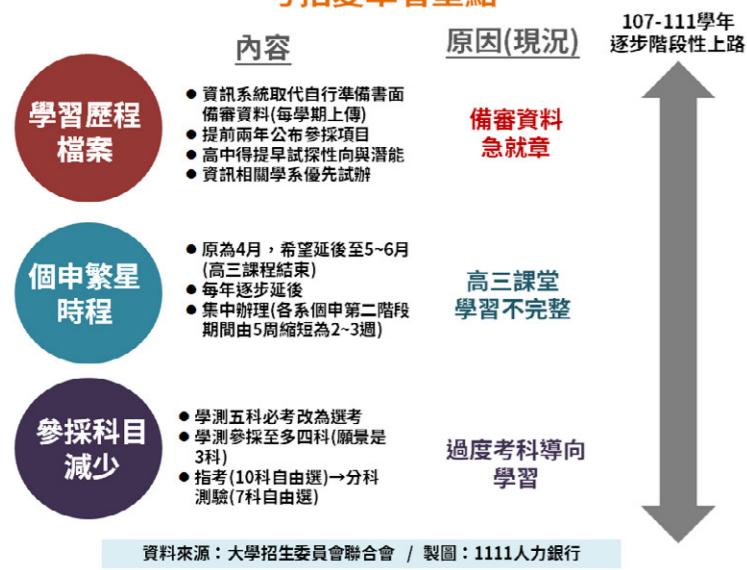 107-111學年
逐步階段性上路
內容
原因(現況)
學習歷程
檔案
● 資訊系統取代自行準備書面
備審資料(每學期上傳)
● 提前兩年公布參採項目
● 高中得提早試探性向與潛能
● 資訊相關學系優先試辦
備審資料
急就章
個申繁星
時程
● 原為4月，希望延後至5~6月
(高三課程結束)
● 每年逐步延後
● 集中辦理(各系個申第二階段
期間由5周縮短為2~3週)
高三課堂
學習不完整
參採科目
減少
● 學測五科必考改為選考
● 學測參採至多四科(願景是
3科)
● 指考(10科自由選)→分科
測驗(7科自由選)
過度考科導向
學習
資料來源：大學招生委員會聯合會 / 製圖：1111人力銀行